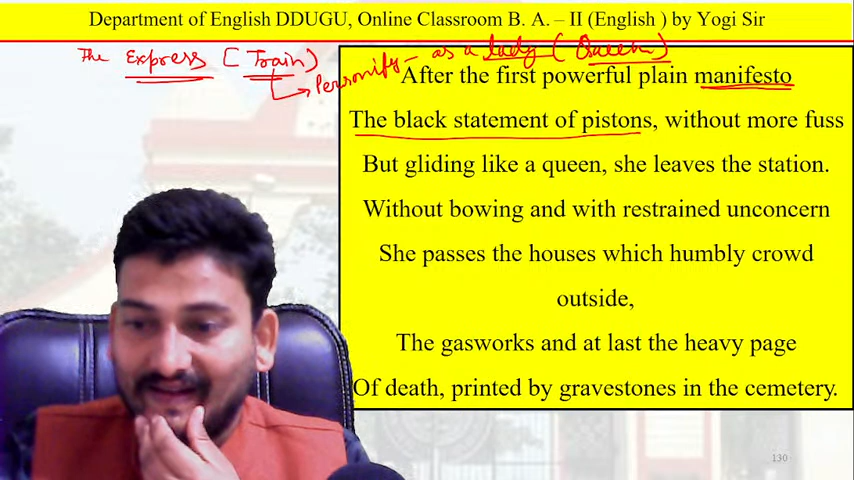 Department of English DDUGU, Online Classroom B. A. – II (English ) by Yogi Sir
The Express (Train)
Personify – as a lady (Queen)
After the first powerful plain manifesto
The black statement of pistons, without more fuss
But gliding like a queen, she leaves the station.
Without bowing and with restrained unconcern
She passes the houses which humbly crowd
outside,
The gasworks and at last the heavy page
Of death, printed by gravestones in the cemetery.
130